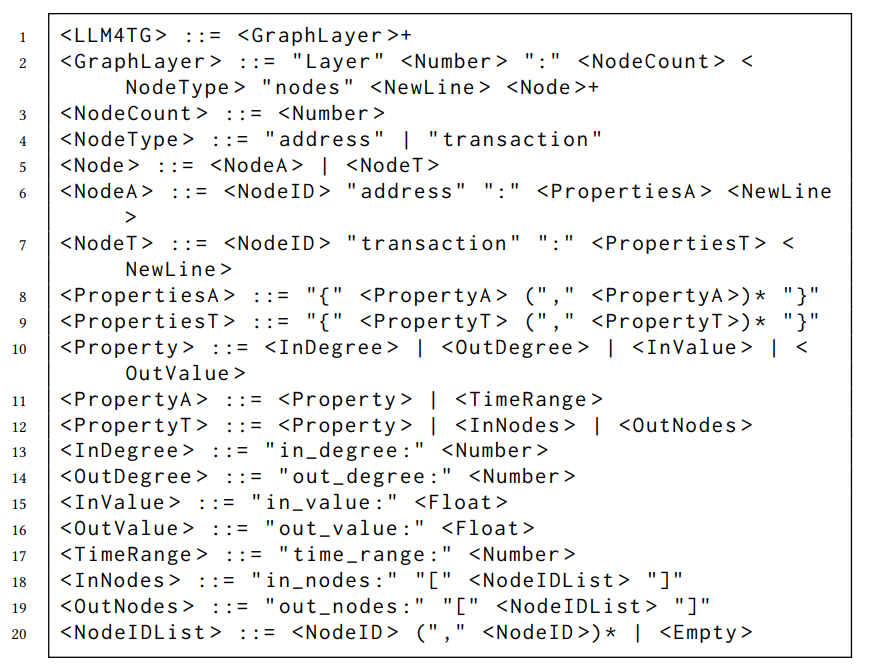 1 <LLM4TG> ::= <GraphLayer>+
2 <GraphLayer> ::= "Layer" <Number> ":" <NodeCount> <
NodeType> "nodes" <NewLine> <Node>+
3 <NodeCount> ::= <Number>
4 <NodeType> ::= "address" | "transaction"
5 <Node> ::= <NodeA> | <NodeT>
6 <NodeA> ::= <NodeID> "address" ":" <PropertiesA> <NewLine
>
7 <NodeT> ::= <NodeID> "transaction" ":" <PropertiesT> <
NewLine>
8 <PropertiesA> ::= "{" <PropertyA> ("," <PropertyA>)* "}"
9 <PropertiesT> ::= "{" <PropertyT> ("," <PropertyT>)* "}"
10 <Property> ::= <InDegree> | <OutDegree> | <InValue> | <
OutValue>
11 <PropertyA> ::= <Property> | <TimeRange>
12 <PropertyT> ::= <Property> | <InNodes> | <OutNodes>
13 <InDegree> ::= "in_degree:" <Number>
14 <OutDegree> ::= "out_degree:" <Number>
15 <InValue> ::= "in_value:" <Float>
16 <OutValue> ::= "out_value:" <Float>
17 <TimeRange> ::= "time_range:" <Number>
18 <InNodes> ::= "in_nodes:" "[" <NodeIDList> "]"
19 <OutNodes> ::= "out_nodes:" "[" <NodeIDList> "]"
20 <NodeIDList> ::= <NodeID> ("," <NodeID>)* | <Empty>